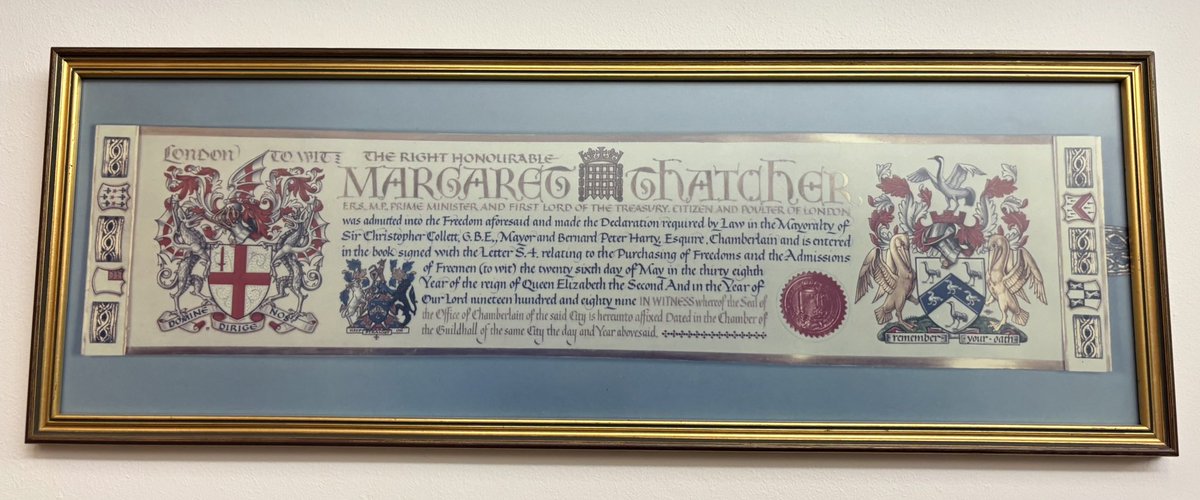 LONDON TO WIT THE RIGHT HONOURABLE
MARGARET THATCHER,
F.R.S., M.P., PRIME MINISTER AND FIRST LORD OF THE TREASURY, CITIZEN AND POULTER OF LONDON
was admitted into the Freedom aforesaid and made the Declaration required by Law in the Mayoralty of
Sir Christopher Collett, G.B.E., Mayor and Bernard Peter Harty, Esquire, Chamberlain and is entered
in the book signed with the Letter S.4. relating to the Purchasing of Freedoms and the Admissions
of Freemen (to wit) the twenty sixth day of May in the thirty eighth
Year of the reign of Queen Elizabeth the Second And in the Year of
Our Lord nineteen hundred and eighty nine IN WITNESS whereof the Seal of
the Office of Chamberlain of the said City is hereunto affixed Dated in the Chamber of
the Guildhall of the same City the day and Year abovesaid.
DOMINE DIRIGE NOS
remember your oath